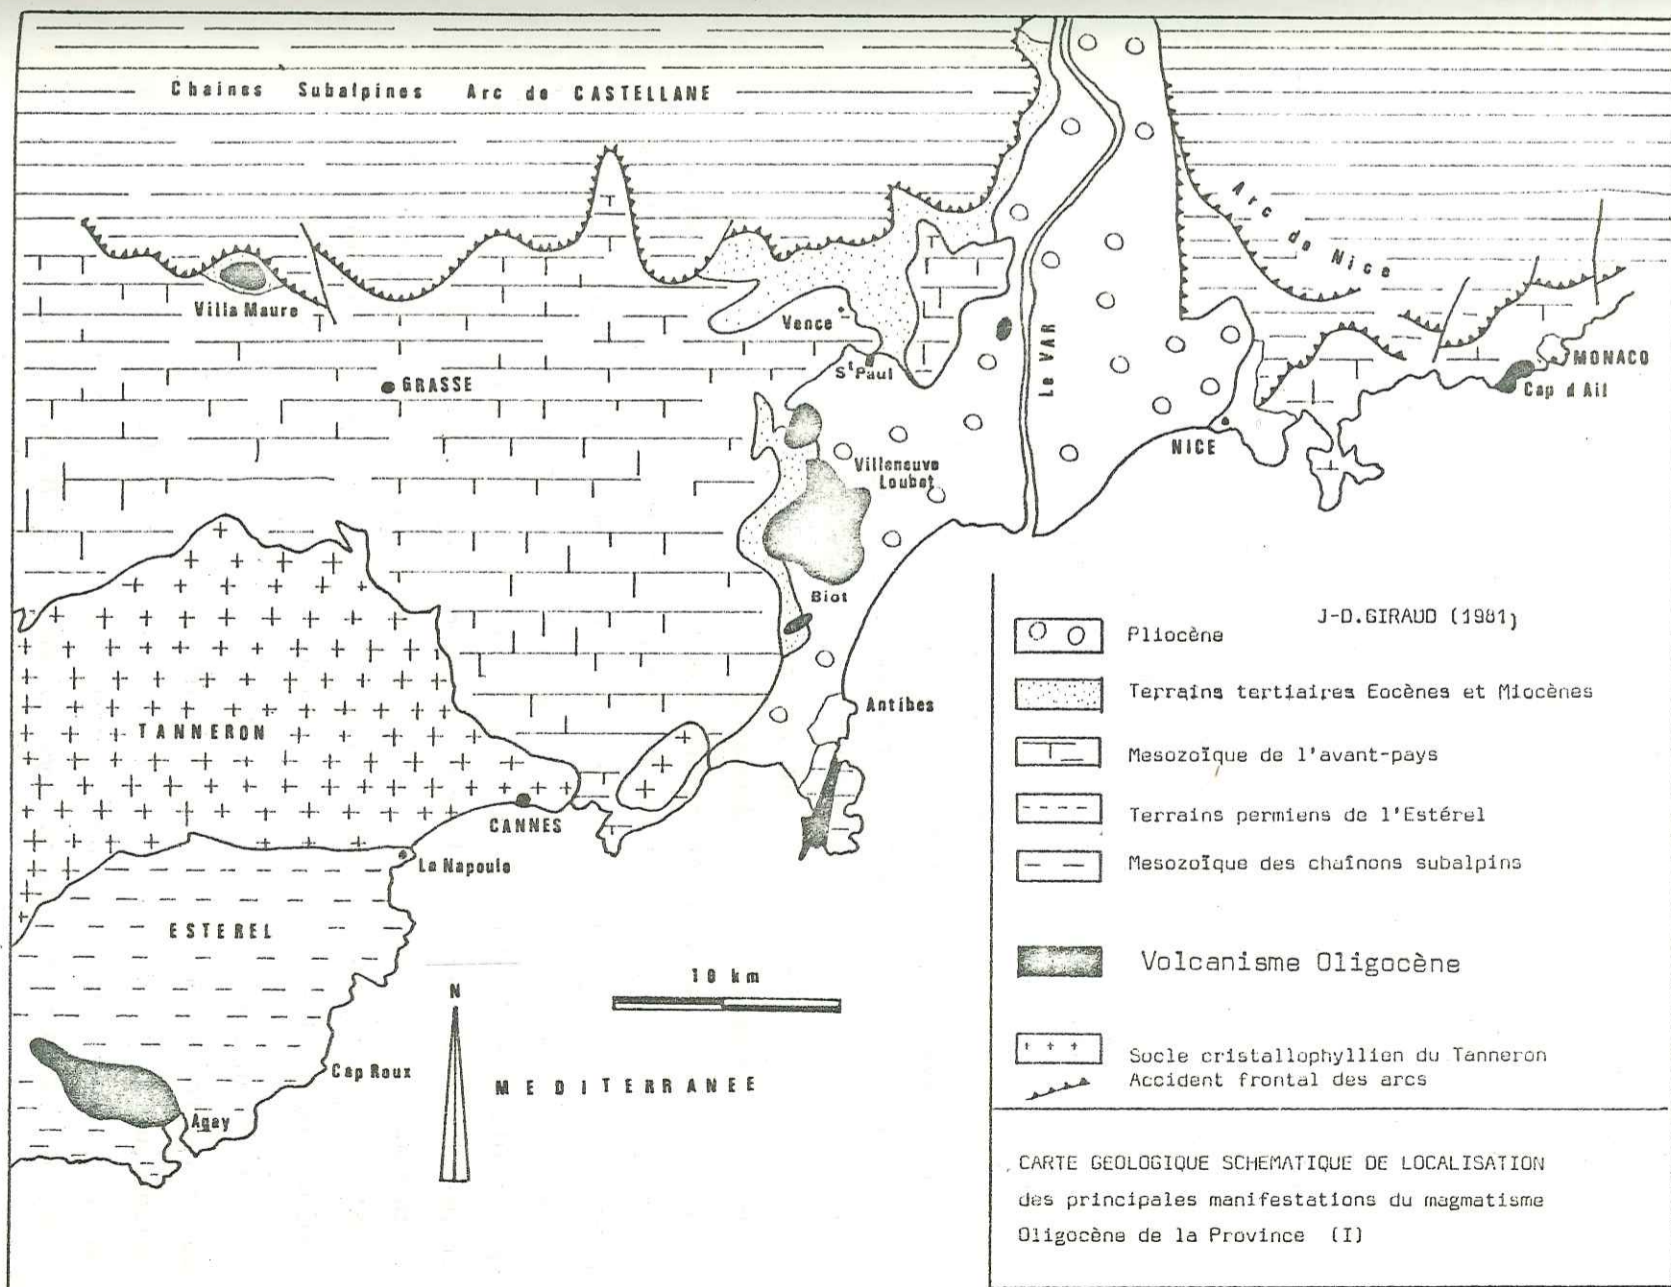 Chaines Subalpines Arc de CASTELLANE
Arc de Nice
Villa Maure
Vence
St Paul
GRASSE
Le VAR
MONACO
Cap d Ail
NICE
Villeneuve
Loubet
Biot
Antibes
TANNERON
CANNES
La Napoule
ESTEREL
Cap Roux
Agay
N
10 km
MEDITERRANEE
J-D.GIRAUD (1981)
Pliocène
Terrains tertiaires Eocènes et Miocènes
Mesozoïque de l'avant-pays
Terrains permiens de l'Estérel
Mesozoïque des chaînons subalpins
Volcanisme Oligocène
Socle cristallophyllien du Tanneron
Accident frontal des arcs
CARTE GEOLOGIQUE SCHEMATIQUE DE LOCALISATION
des principales manifestations du magmatisme
Oligocène de la Province (I)